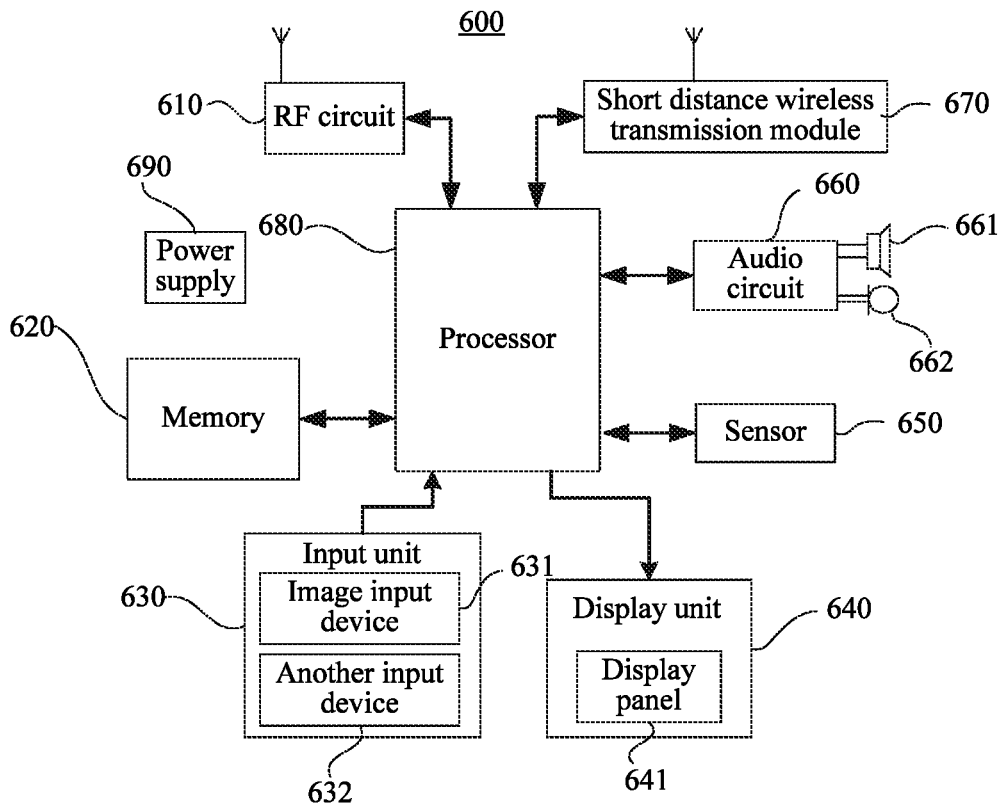 600
610
RF circuit
Short distance wireless
transmission module
670
690
Power
supply
680
Processor
660
Audio
circuit
661
662
620
Memory
Sensor
650
Input unit
630
Image input
device
631
Another input
device
632
Display unit
640
Display
panel
641